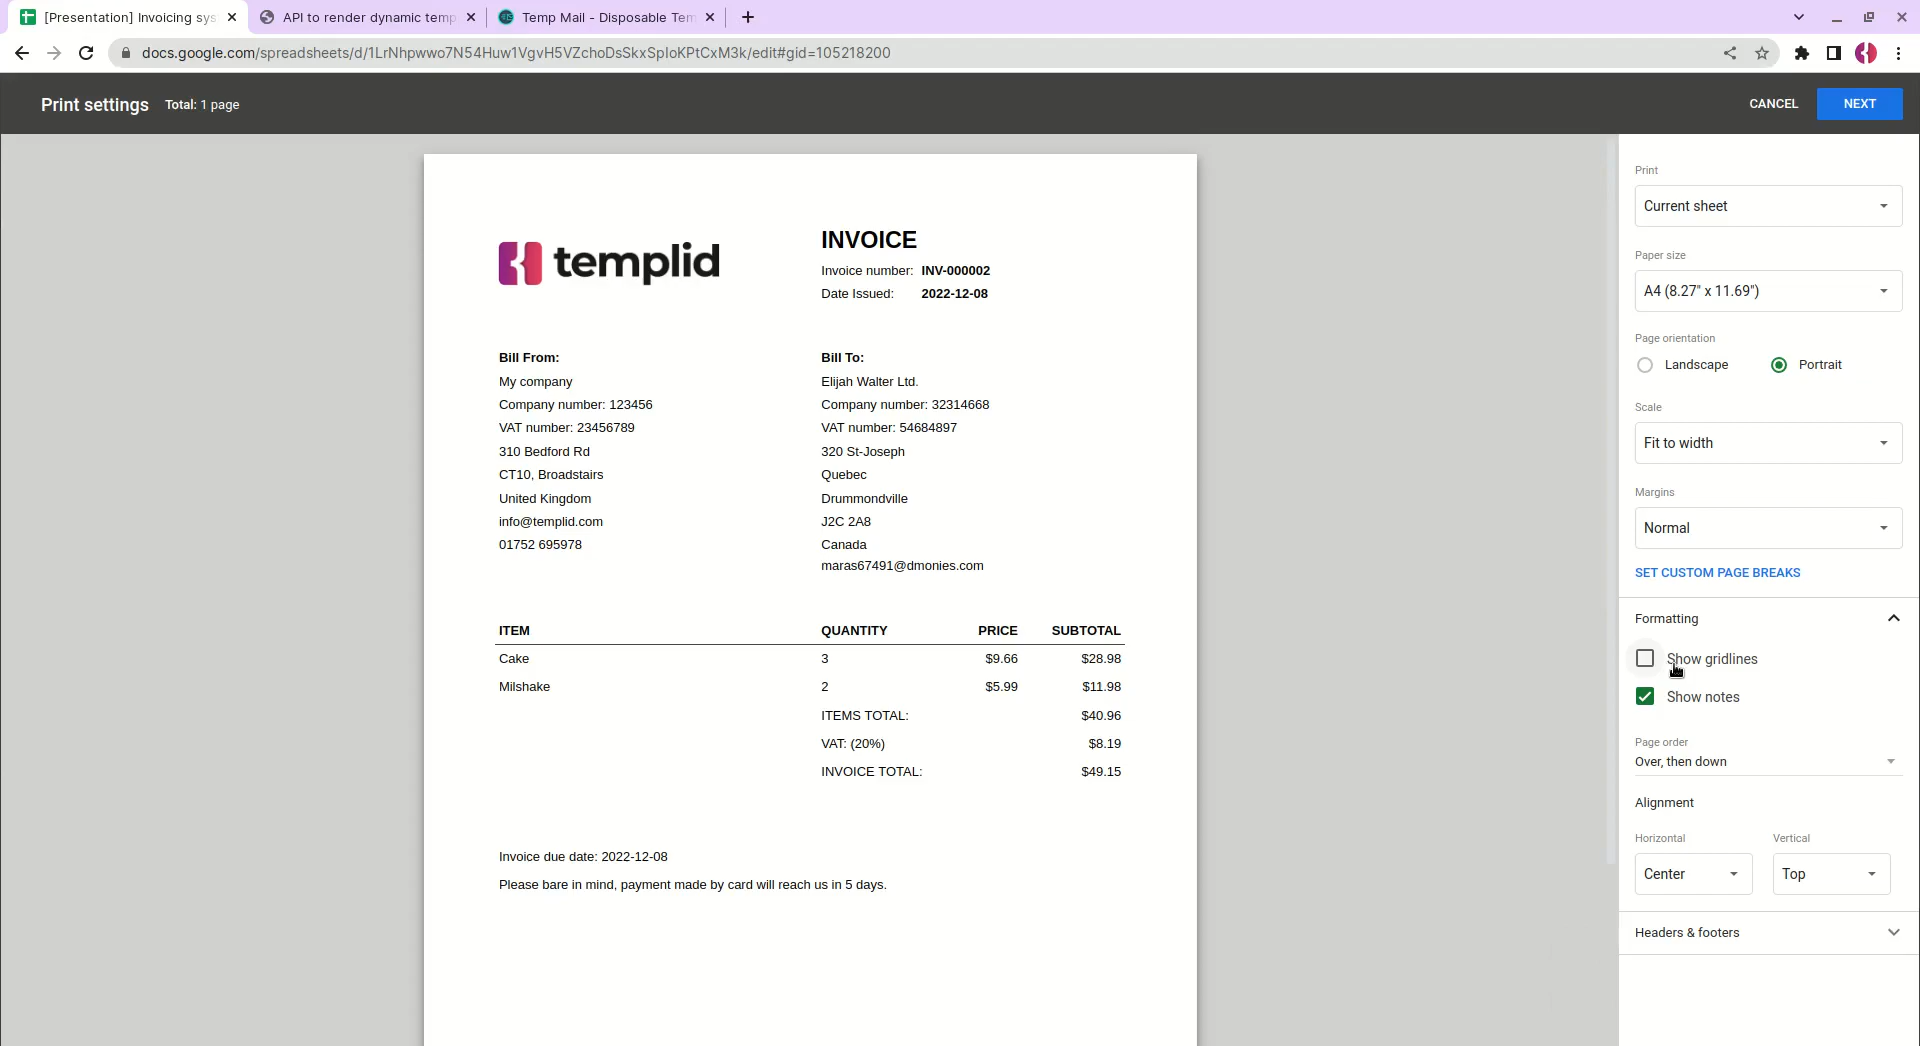 [Presentation] Invoicing sys
API to render dynamic temp
Temp Mail - Disposable Tem
docs.google.com/spreadsheets/d/1LrNhpwwo7N54Huw1VgvH5VZchoDsSkxSpIoKPtCxM3k/edit#gid=105218200
Print settings Total: 1 page
CANCEL NEXT
templid
INVOICE
Invoice number: INV-000002
Date Issued: 2022-12-08
Bill From:
My company
Company number: 123456
VAT number: 23456789
310 Bedford Rd
CT10, Broadstairs
United Kingdom
info@templid.com
01752 695978
Bill To:
Elijah Walter Ltd.
Company number: 32314668
VAT number: 54684897
320 St-Joseph
Quebec
Drummondville
J2C 2A8
Canada
maras67491@dmonies.com
ITEM QUANTITY PRICE SUBTOTAL
Cake 3 $9.66 $28.98
Milshake 2 $5.99 $11.98
ITEMS TOTAL: $40.96
VAT: (20%) $8.19
INVOICE TOTAL: $49.15
Invoice due date: 2022-12-08
Please bare in mind, payment made by card will reach us in 5 days.
Print
Current sheet
Paper size
A4 (8.27" x 11.69")
Page orientation
Landscape Portrait
Scale
Fit to width
Margins
Normal
SET CUSTOM PAGE BREAKS
Formatting
Show gridlines
Show notes
Page order
Over, then down
Alignment
Horizontal Vertical
Center Top
Headers & footers